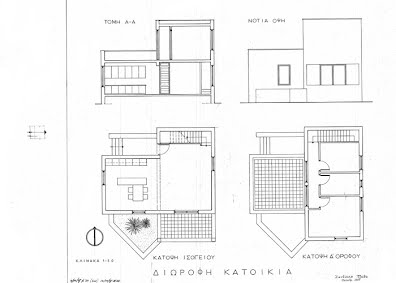 ΤΟΜΗ Α-Α
ΝΟΤΙΑ ΟΨΗ
ΚΛΙΜΑΚΑ 1:50
ΚΑΤΟΨΗ ΙΣΟΓΕΙΟΥ
ΚΑΤΟΨΗ Α΄ΟΡΟΦΟΥ
ΔΙΩΡΟΦΗ ΚΑΤΟΙΚΙΑ